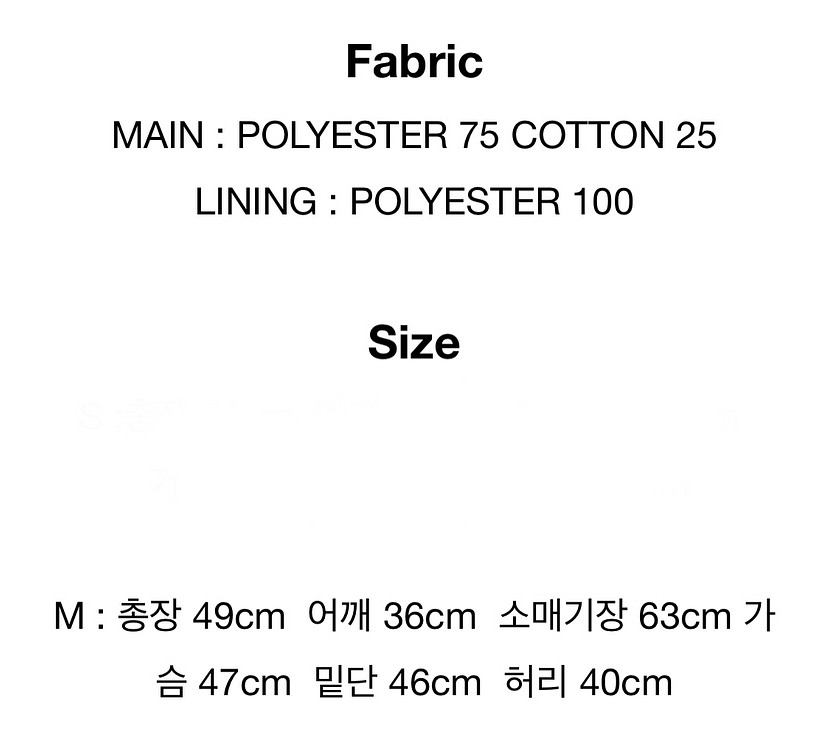 Fabric
MAIN : POLYESTER 75 COTTON 25
LINING : POLYESTER 100
Size
M : 총장 49cm 어깨 36cm 소매기장 63cm 가
슴 47cm 밑단 46cm 허리 40cm